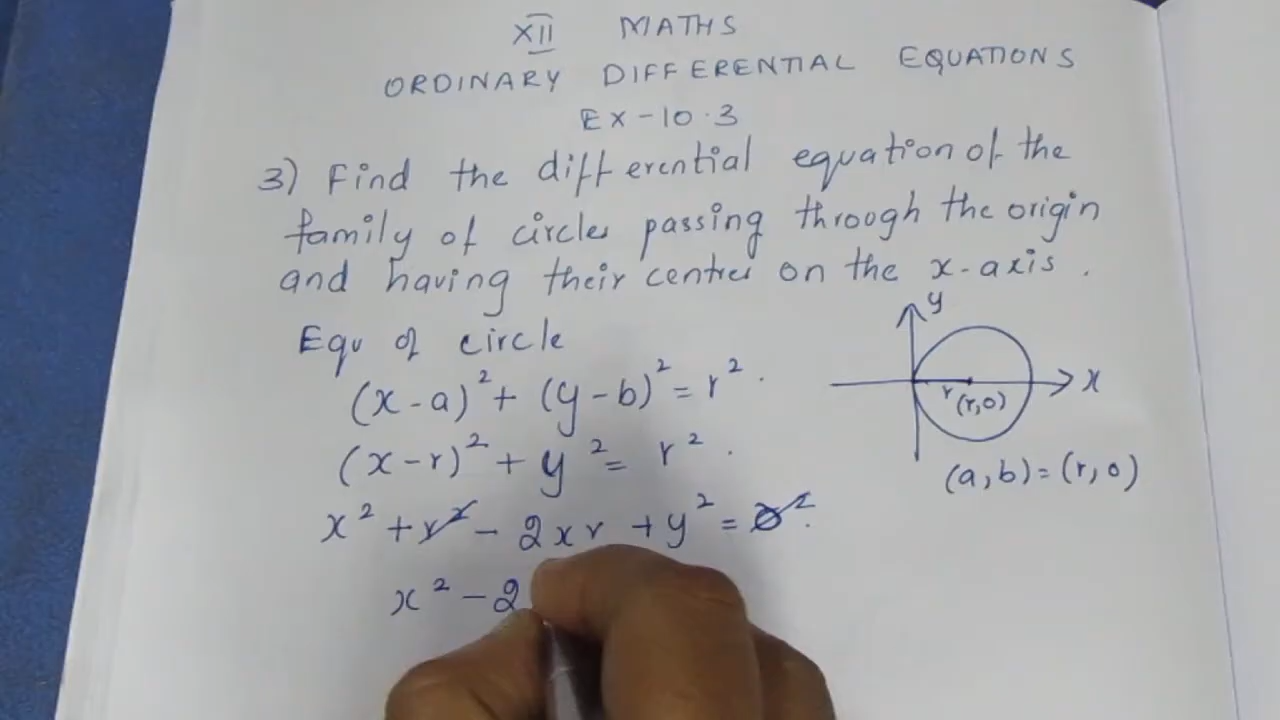 XII MATHS
ORDINARY DIFFERENTIAL EQUATIONS
EX-10.3
3) Find the differential equation of the
family of circles passing through the origin
and having their centres on the x-axis.
Equ of circle
(x-a)²+(y-b)²=r².
(x-r)²+y²=r².
x²+r²-2xr+y²=r².
x²-2
y
x
r
(r,0)
(a,b)=(r,0)